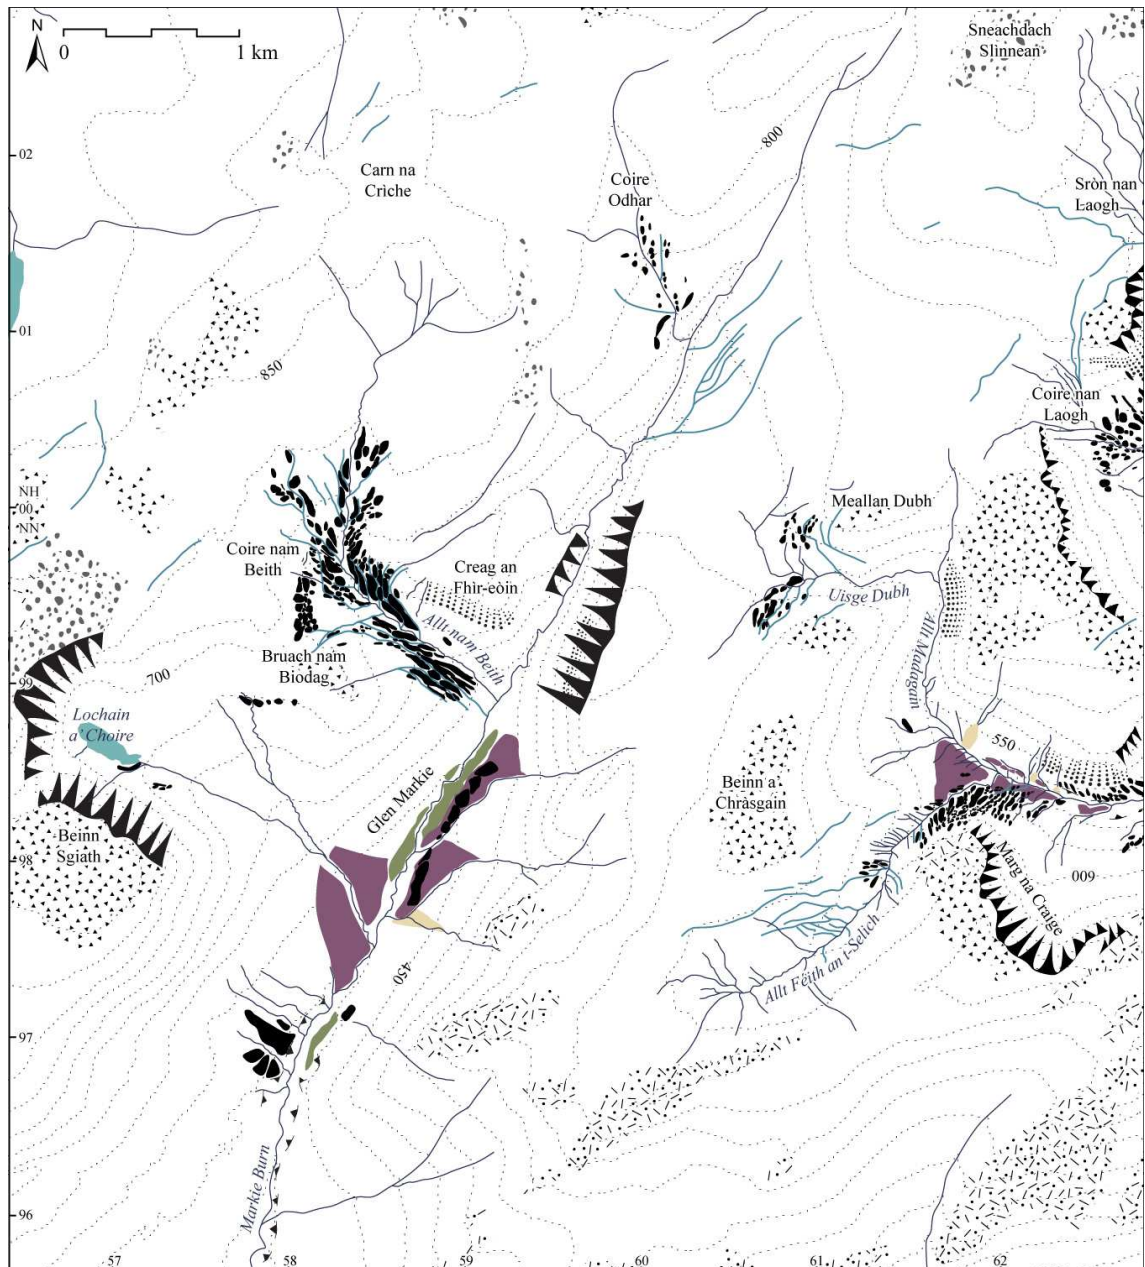 N
0 1 km
Sneachdach
Slinnean
02
800
Carn na
Crìche
Coire
Odhar
Sròn nan
Laogh
01
850
Coire nan
Laogh
NH
00
NN
Meallan Dubh
Coire nam
Beith
Creag an
Fhir-eòin
Uisge Dubh
Allt nam Beith
Allt Madagain
Bruach nam
Biodag
700
99
Lochain
a' Choire
550
Glen Markie
Beinn a
Chràsgain
Beinn
Sgiath
98
Marg na Craige
600
450
Allt Fèith an t-Seilich
97
Markie Burn
96
57 58 59 60 61 62